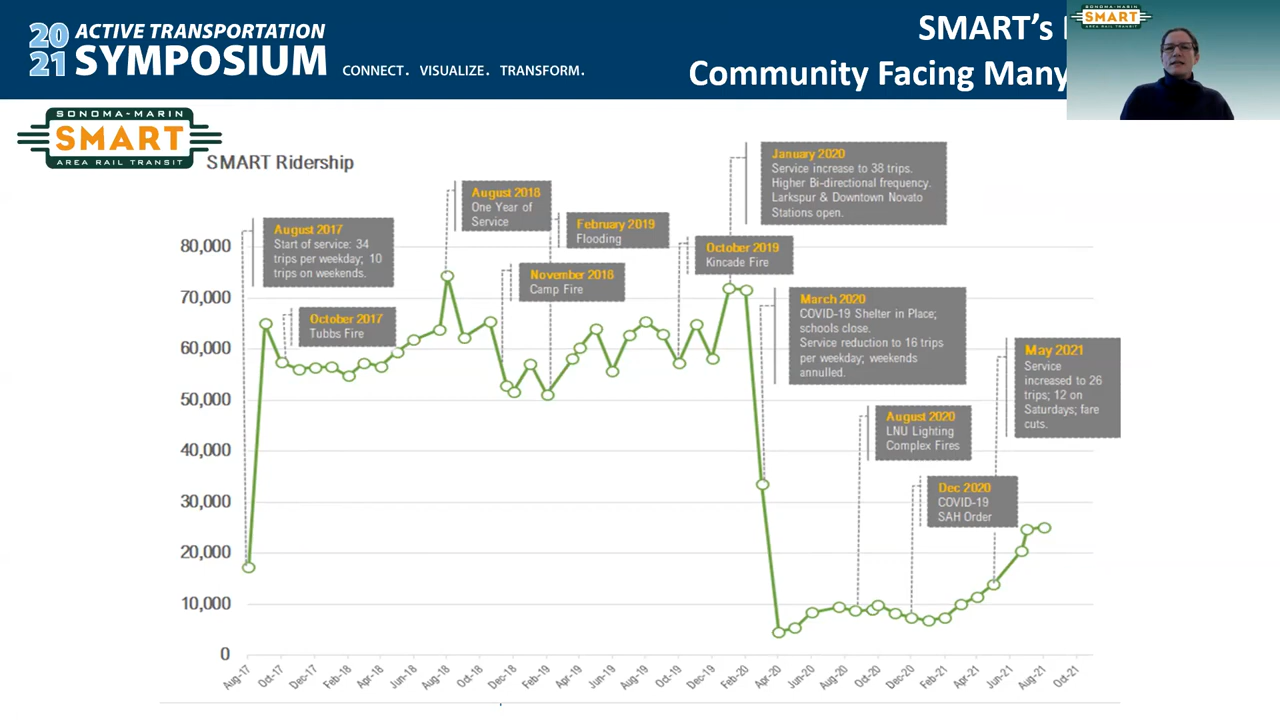 20
21
ACTIVE TRANSPORTATION
SYMPOSIUM
CONNECT. VISUALIZE. TRANSFORM.
SMART's
Community Facing Many
SONOMA-MARIN
SMART
AREA RAIL TRANSIT
SONOMA-MARIN
SMART
AREA RAIL TRANSIT
SMART Ridership
August 2017
Start of service: 34
trips per weekday; 10
trips on weekends.
October 2017
Tubbs Fire
August 2018
One Year of
Service
November 2018
Camp Fire
February 2019
Flooding
October 2019
Kincade Fire
January 2020
Service increase to 38 trips.
Higher Bi-directional frequency.
Larkspur & Downtown Novato
Stations open.
March 2020
COVID-19 Shelter in Place;
schools close.
Service reduction to 16 trips
per weekday; weekends
annulled.
August 2020
LNU Lighting
Complex Fires
Dec 2020
COVID-19
SAH Order
May 2021
Service
increased to 26
trips; 12 on
Saturdays; fare
cuts.
80,000
70,000
60,000
50,000
40,000
30,000
20,000
10,000
0
Aug-17
Oct-17
Dec-17
Feb-18
Apr-18
Jun-18
Aug-18
Oct-18
Dec-18
Feb-19
Apr-19
Jun-19
Aug-19
Oct-19
Dec-19
Feb-20
Apr-20
Jun-20
Aug-20
Oct-20
Dec-20
Feb-21
Apr-21
Jun-21
Aug-21
Oct-21